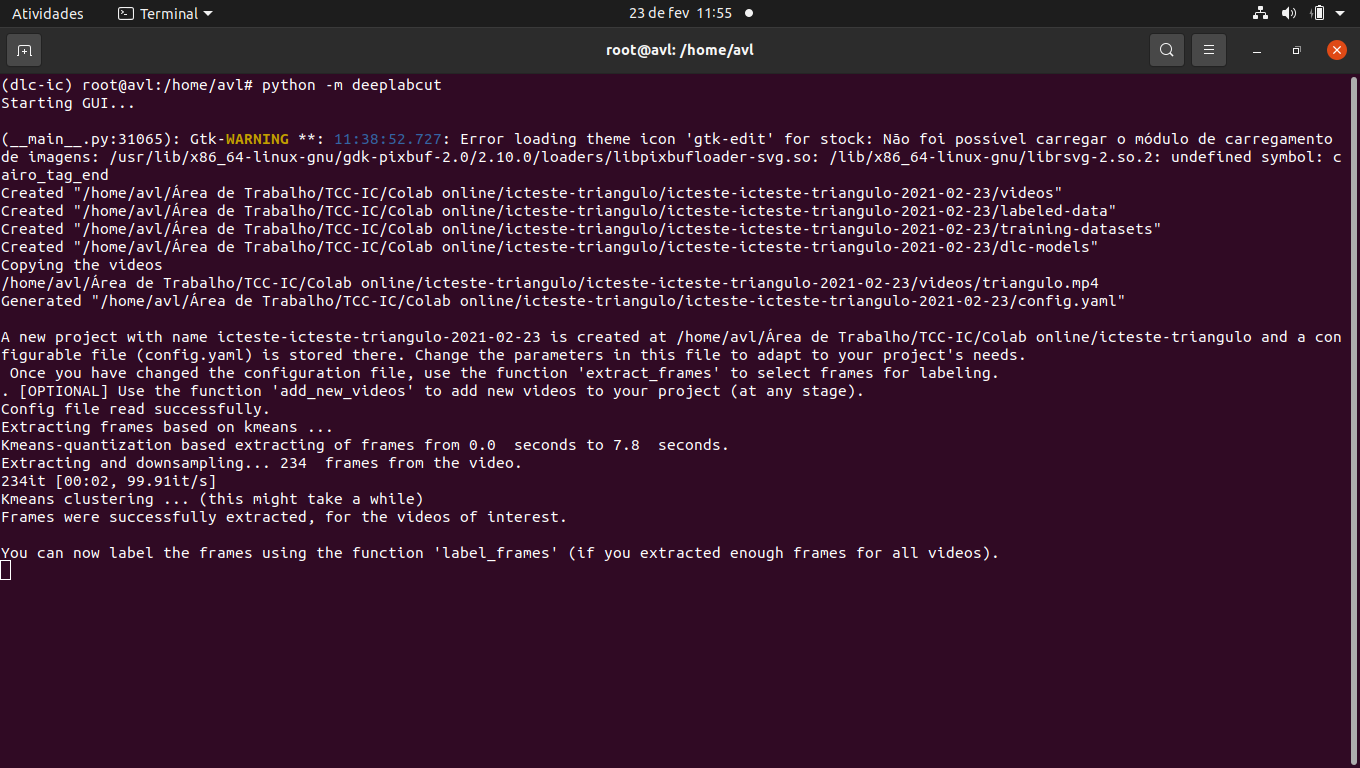 Atividades
Terminal
23 de fev 11:55
root@avl: /home/avl
(dlc-ic) root@avl:/home/avl# python -m deeplabcut
Starting GUI...
(__main__.py:31065): Gtk-WARNING **: 11:38:52.727: Error loading theme icon 'gtk-edit' for stock: Não foi possível carregar o módulo de carregamento
de imagens: /usr/lib/x86_64-linux-gnu/gdk-pixbuf-2.0/2.10.0/loaders/libpixbufloader-svg.so: /lib/x86_64-linux-gnu/librsvg-2.so.2: undefined symbol: c
airo_tag_end
Created "/home/avl/Área de Trabalho/TCC-IC/Colab online/icteste-triangulo/icteste-icteste-triangulo-2021-02-23/videos"
Created "/home/avl/Área de Trabalho/TCC-IC/Colab online/icteste-triangulo/icteste-icteste-triangulo-2021-02-23/labeled-data"
Created "/home/avl/Área de Trabalho/TCC-IC/Colab online/icteste-triangulo/icteste-icteste-triangulo-2021-02-23/training-datasets"
Created "/home/avl/Área de Trabalho/TCC-IC/Colab online/icteste-triangulo/icteste-icteste-triangulo-2021-02-23/dlc-models"
Copying the videos
/home/avl/Área de Trabalho/TCC-IC/Colab online/icteste-triangulo/icteste-icteste-triangulo-2021-02-23/videos/triangulo.mp4
Generated "/home/avl/Área de Trabalho/TCC-IC/Colab online/icteste-triangulo/icteste-icteste-triangulo-2021-02-23/config.yaml"
A new project with name icteste-icteste-triangulo-2021-02-23 is created at /home/avl/Área de Trabalho/TCC-IC/Colab online/icteste-triangulo and a con
figurable file (config.yaml) is stored there. Change the parameters in this file to adapt to your project's needs.
Once you have changed the configuration file, use the function 'extract_frames' to select frames for labeling.
. [OPTIONAL] Use the function 'add_new_videos' to add new videos to your project (at any stage).
Config file read successfully.
Extracting frames based on kmeans ...
Kmeans-quantization based extracting of frames from 0.0  seconds to 7.8  seconds.
Extracting and downsampling... 234  frames from the video.
234it [00:02, 99.91it/s]
Kmeans clustering ... (this might take a while)
Frames were successfully extracted, for the videos of interest.
You can now label the frames using the function 'label_frames' (if you extracted enough frames for all videos).